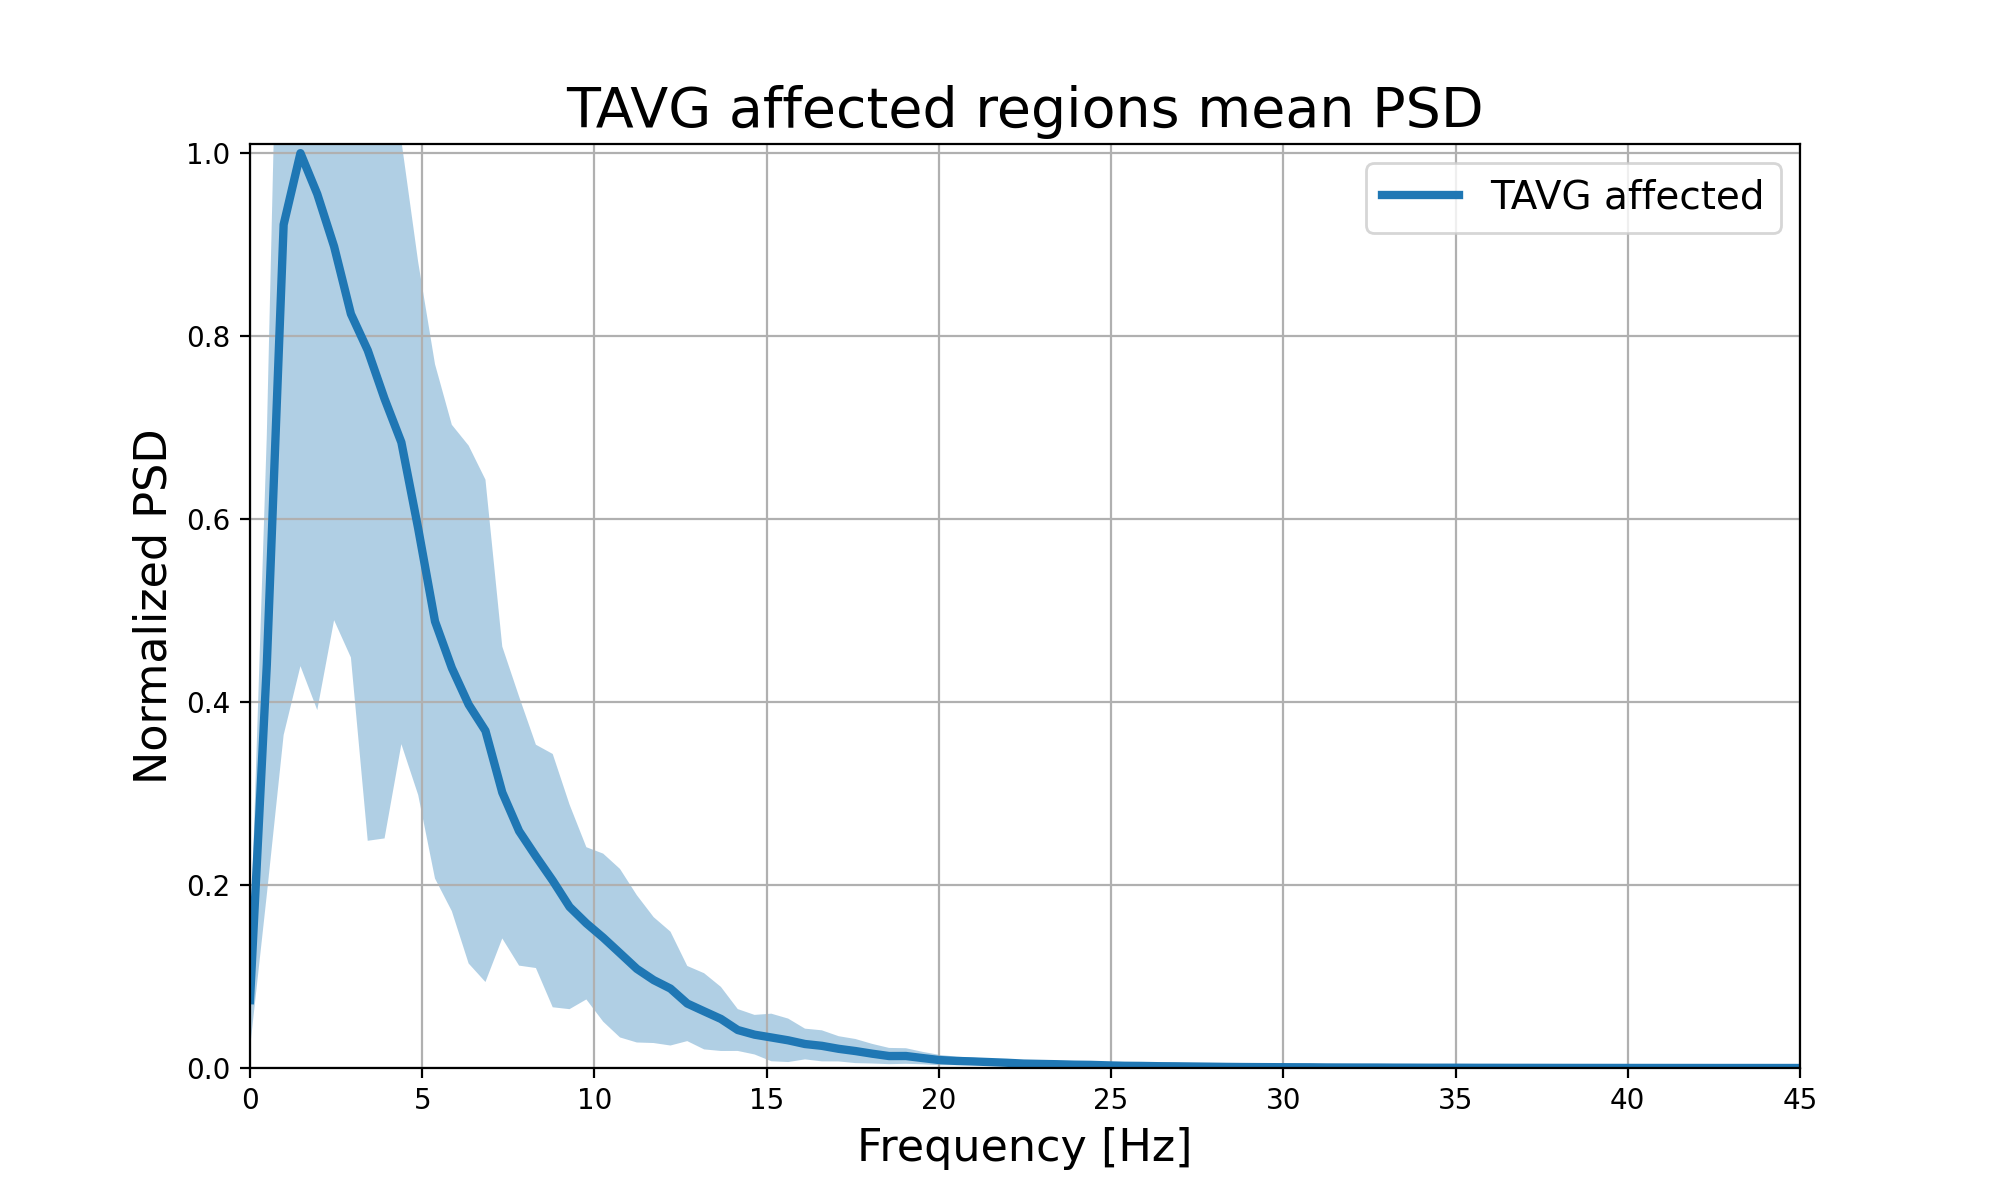 TAVG affected regions mean PSD
TAVG affected
Normalized PSD
1.0
0.8
0.6
0.4
0.2
0.0
0 5 10 15 20 25 30 35 40 45
Frequency [Hz]